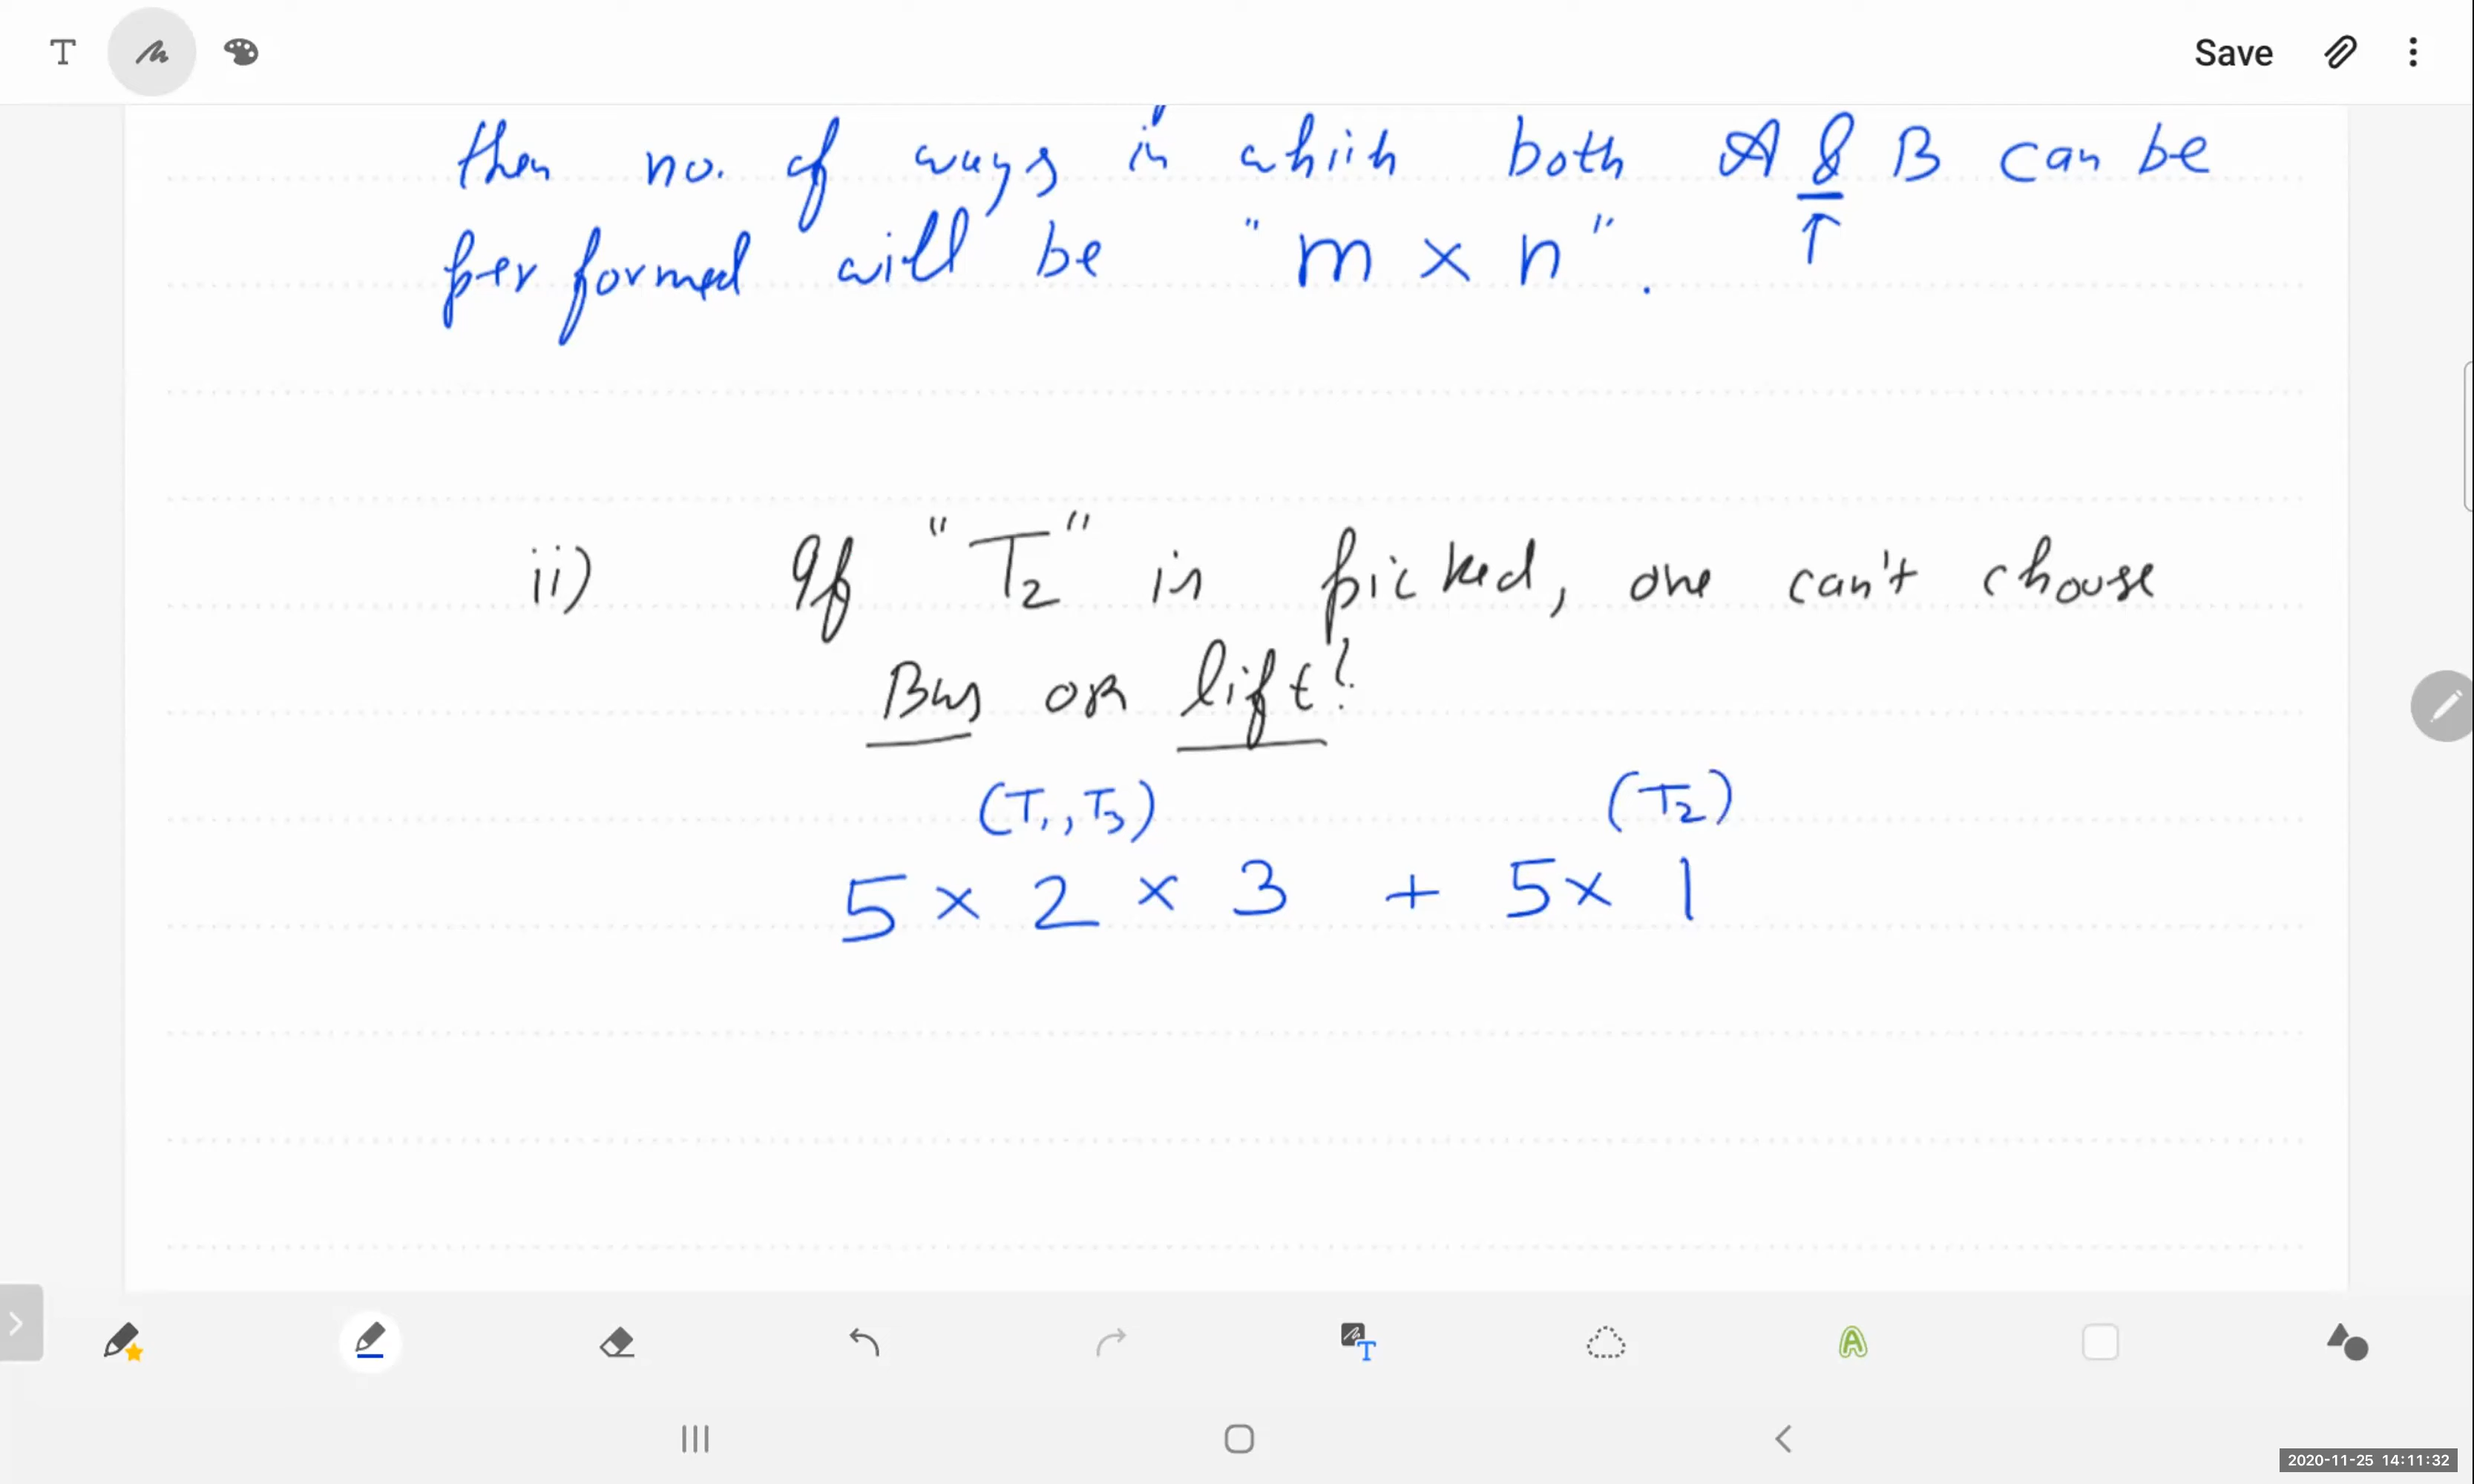 T Save
then no. of ways in which both A & B can be
performed will be "m × n".
↑
ii) If "T₂" is picked, one can't choose
Bus or lift?
(T₁, T₃) (T₂)
5 × 2 × 3 + 5 × 1
T A
2020-11-25 14:11:32